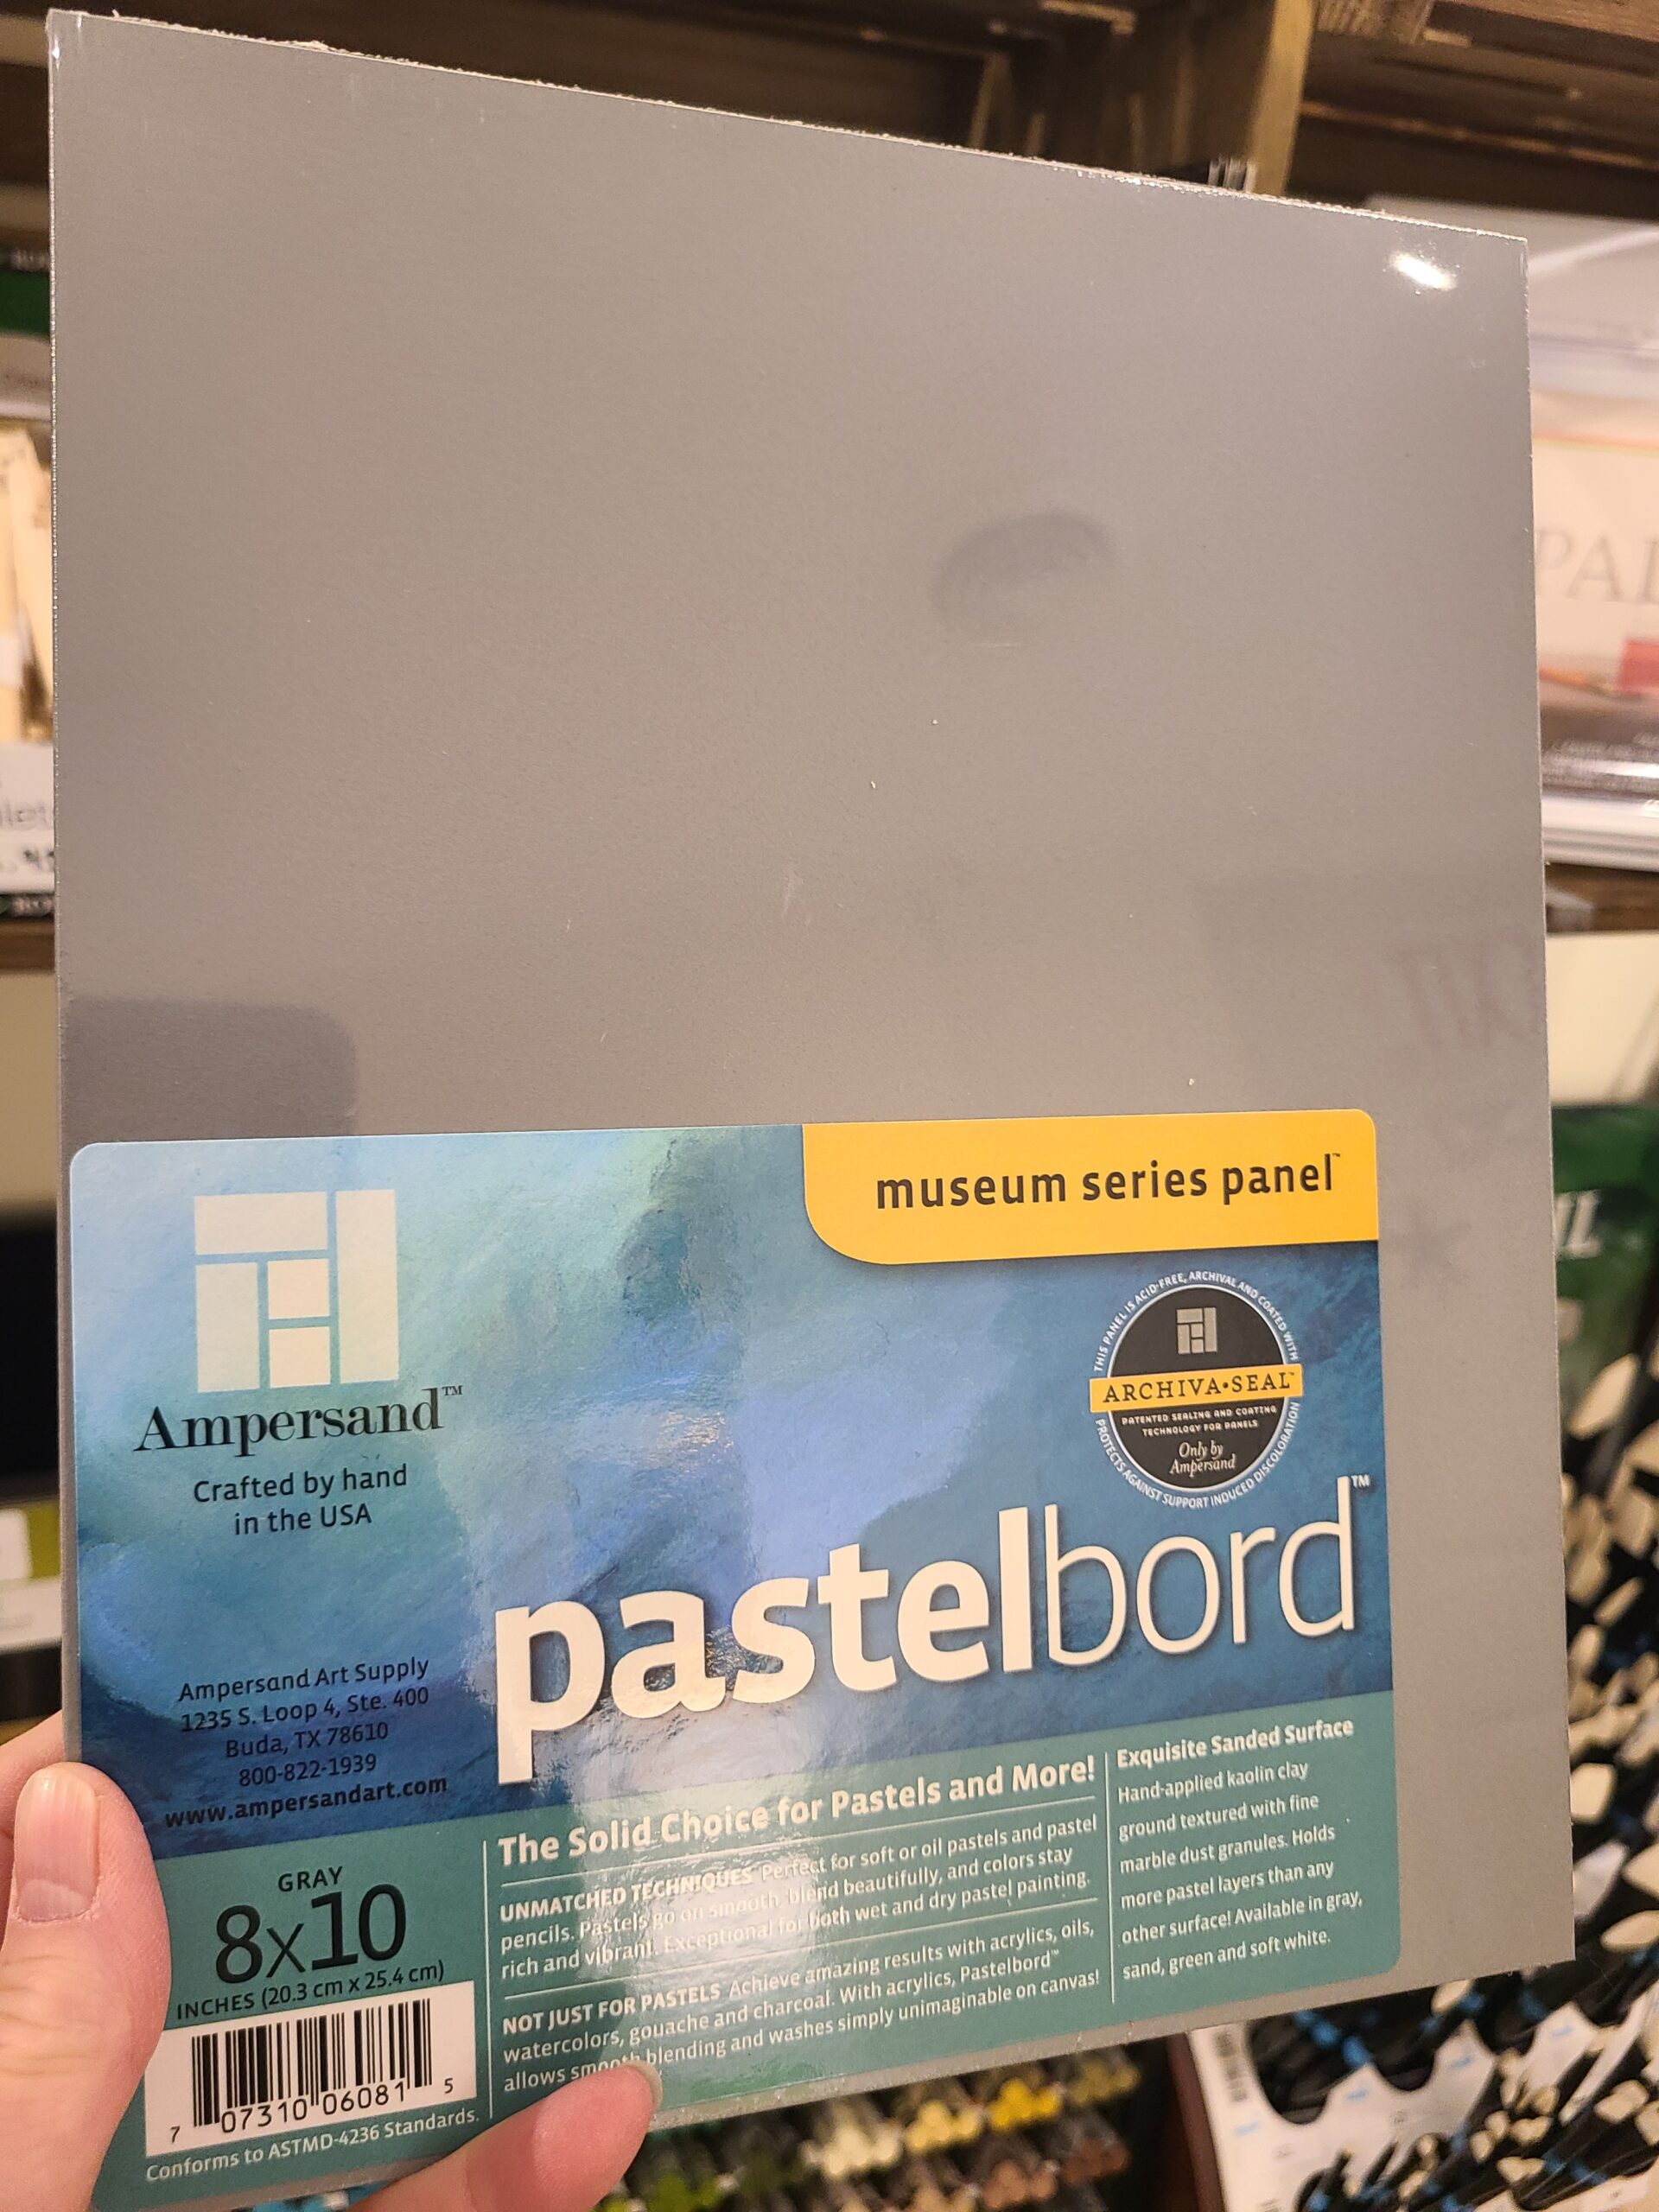 museum series panel™
Ampersand™
Crafted by hand
in the USA
THIS PANEL IS ACID-FREE, ARCHIVAL AND COATED WITH
ARCHIVA•SEAL™
PATENTED SEALING AND COATING
TECHNOLOGY FOR PANELS
Only by
Ampersand
PROTECTS AGAINST SUPPORT INDUCED DISCOLORATION
pastelbord™
Ampersand Art Supply
1235 S. Loop 4, Ste. 400
Buda, TX 78610
800-822-1939
www.ampersandart.com
GRAY
8x10
INCHES (20.3 cm x 25.4 cm)
7 07310 06081 5
Conforms to ASTMD-4236 Standards.
The Solid Choice for Pastels and More!
UNMATCHED TECHNIQUES Perfect for soft or oil pastels and pastel
pencils. Pastels go on smooth, blend beautifully, and colors stay
rich and vibrant. Exceptional for both wet and dry pastel painting.
NOT JUST FOR PASTELS Achieve amazing results with acrylics, oils,
watercolors, gouache and charcoal. With acrylics, Pastelbord™
allows smooth blending and washes simply unimaginable on canvas!
Exquisite Sanded Surface
Hand-applied kaolin clay
ground textured with fine
marble dust granules. Holds
more pastel layers than any
other surface! Available in gray,
sand, green and soft white.